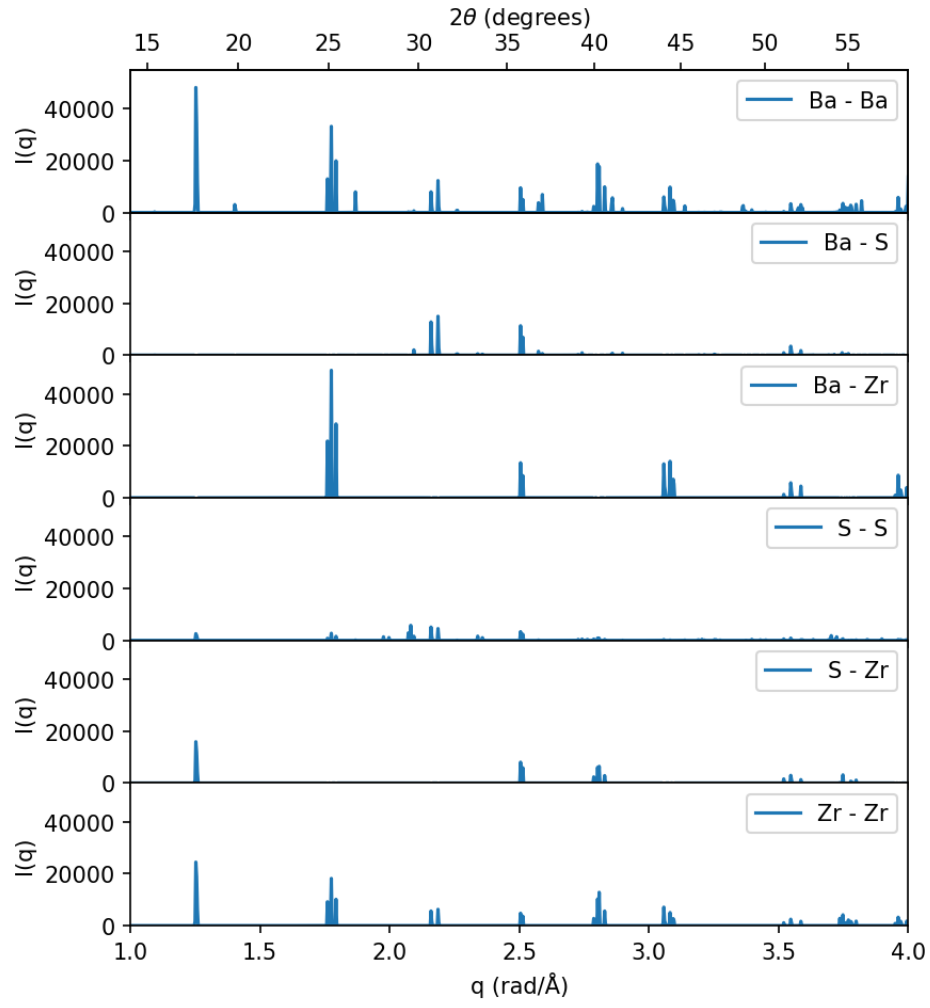 2θ (degrees)
15 20 25 30 35 40 45 50 55
I(q)
40000
20000
0
Ba - Ba
I(q)
40000
20000
0
Ba - S
I(q)
40000
20000
0
Ba - Zr
I(q)
40000
20000
0
S - S
I(q)
40000
20000
0
S - Zr
I(q)
40000
20000
0
Zr - Zr
1.0 1.5 2.0 2.5 3.0 3.5 4.0
q (rad/Å)